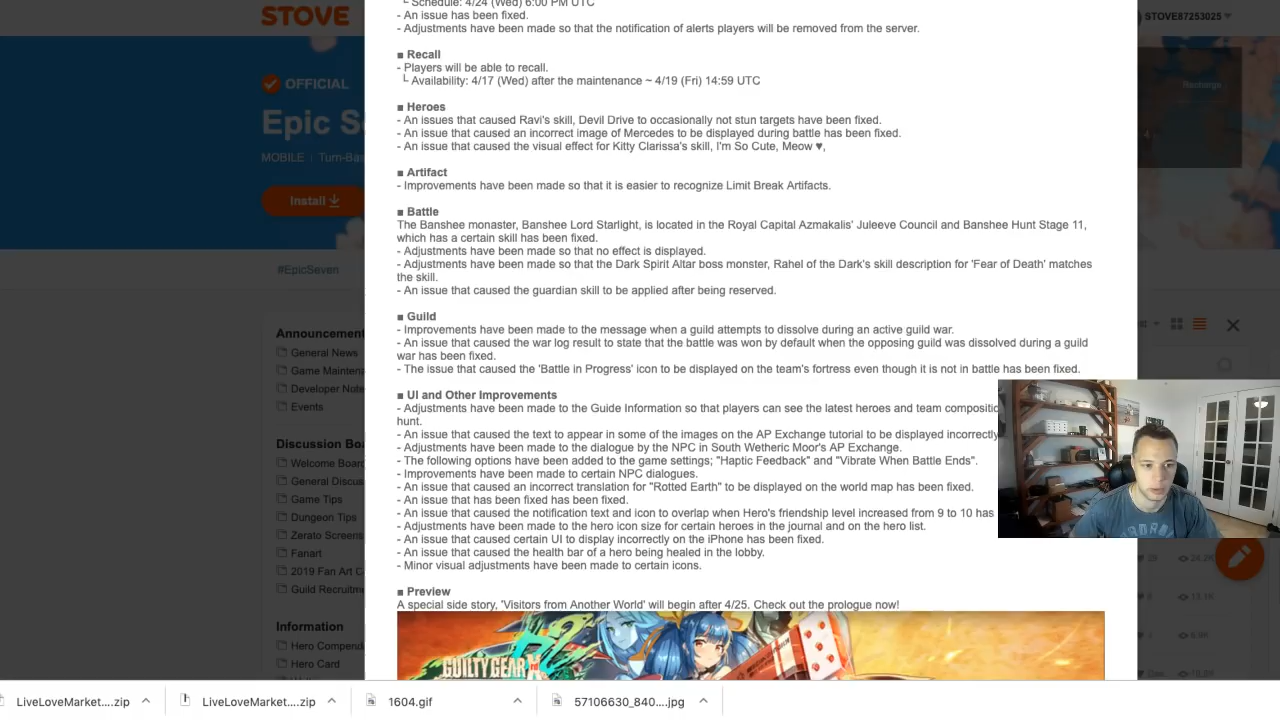 STOVE
STOVE87253025
OFFICIAL
Epic S
MOBILE | Turn-Bas
Install
#EpicSeven
Recharge
└ Schedule: 4/24 (Wed) 6:00 PM UTC
- An issue has been fixed.
- Adjustments have been made so that the notification of alerts players will be removed from the server.
■ Recall
- Players will be able to recall.
└ Availability: 4/17 (Wed) after the maintenance ~ 4/19 (Fri) 14:59 UTC
■ Heroes
- An issues that caused Ravi's skill, Devil Drive to occasionally not stun targets have been fixed.
- An issue that caused an incorrect image of Mercedes to be displayed during battle has been fixed.
- An issue that caused the visual effect for Kitty Clarissa's skill, I'm So Cute, Meow ♥,
■ Artifact
- Improvements have been made so that it is easier to recognize Limit Break Artifacts.
■ Battle
The Banshee monaster, Banshee Lord Starlight, is located in the Royal Capital Azmakalis' Juleeve Council and Banshee Hunt Stage 11,
which has a certain skill has been fixed.
- Adjustments have been made so that no effect is displayed.
- Adjustments have been made so that the Dark Spirit Altar boss monster, Rahel of the Dark's skill description for 'Fear of Death' matches
the skill.
- An issue that caused the guardian skill to be applied after being reserved.
■ Guild
- Improvements have been made to the message when a guild attempts to dissolve during an active guild war.
- An issue that caused the war log result to state that the battle was won by default when the opposing guild was dissolved during a guild
war has been fixed.
- The issue that caused the 'Battle in Progress' icon to be displayed on the team's fortress even though it is not in battle has been fixed.
■ UI and Other Improvements
- Adjustments have been made to the Guide Information so that players can see the latest heroes and team compositio
hunt.
- An issue that caused the text to appear in some of the images on the AP Exchange tutorial to be displayed incorrectly
- Adjustments have been made to the dialogue by the NPC in South Wetheric Moor's AP Exchange.
- The following options have been added to the game settings; "Haptic Feedback" and "Vibrate When Battle Ends".
- Improvements have been made to certain NPC dialogues.
- An issue that caused an incorrect translation for "Rotted Earth" to be displayed on the world map has been fixed.
- An issue that has been fixed has been fixed.
- An issue that caused the notification text and icon to overlap when Hero's friendship level increased from 9 to 10 has
- Adjustments have been made to the hero icon size for certain heroes in the journal and on the hero list.
- An issue that caused certain UI to display incorrectly on the iPhone has been fixed.
- An issue that caused the health bar of a hero being healed in the lobby.
- Minor visual adjustments have been made to certain icons.
■ Preview
A special side story, 'Visitors from Another World' will begin after 4/25. Check out the prologue now!
GUILTY GEAR Xrd
Announcement
General News
Game Maintena
Developer Note
Events
Discussion Boa
Welcome Board
General Discus
Game Tips
Dungeon Tips
Zerato Screens
Fanart
2019 Fan Art C
Guild Recruitme
Information
Hero Compend
Hero Card
24.2K
13.1K
6.9K
LiveLoveMarket....zip
LiveLoveMarket....zip
1604.gif
57106630_840....jpg